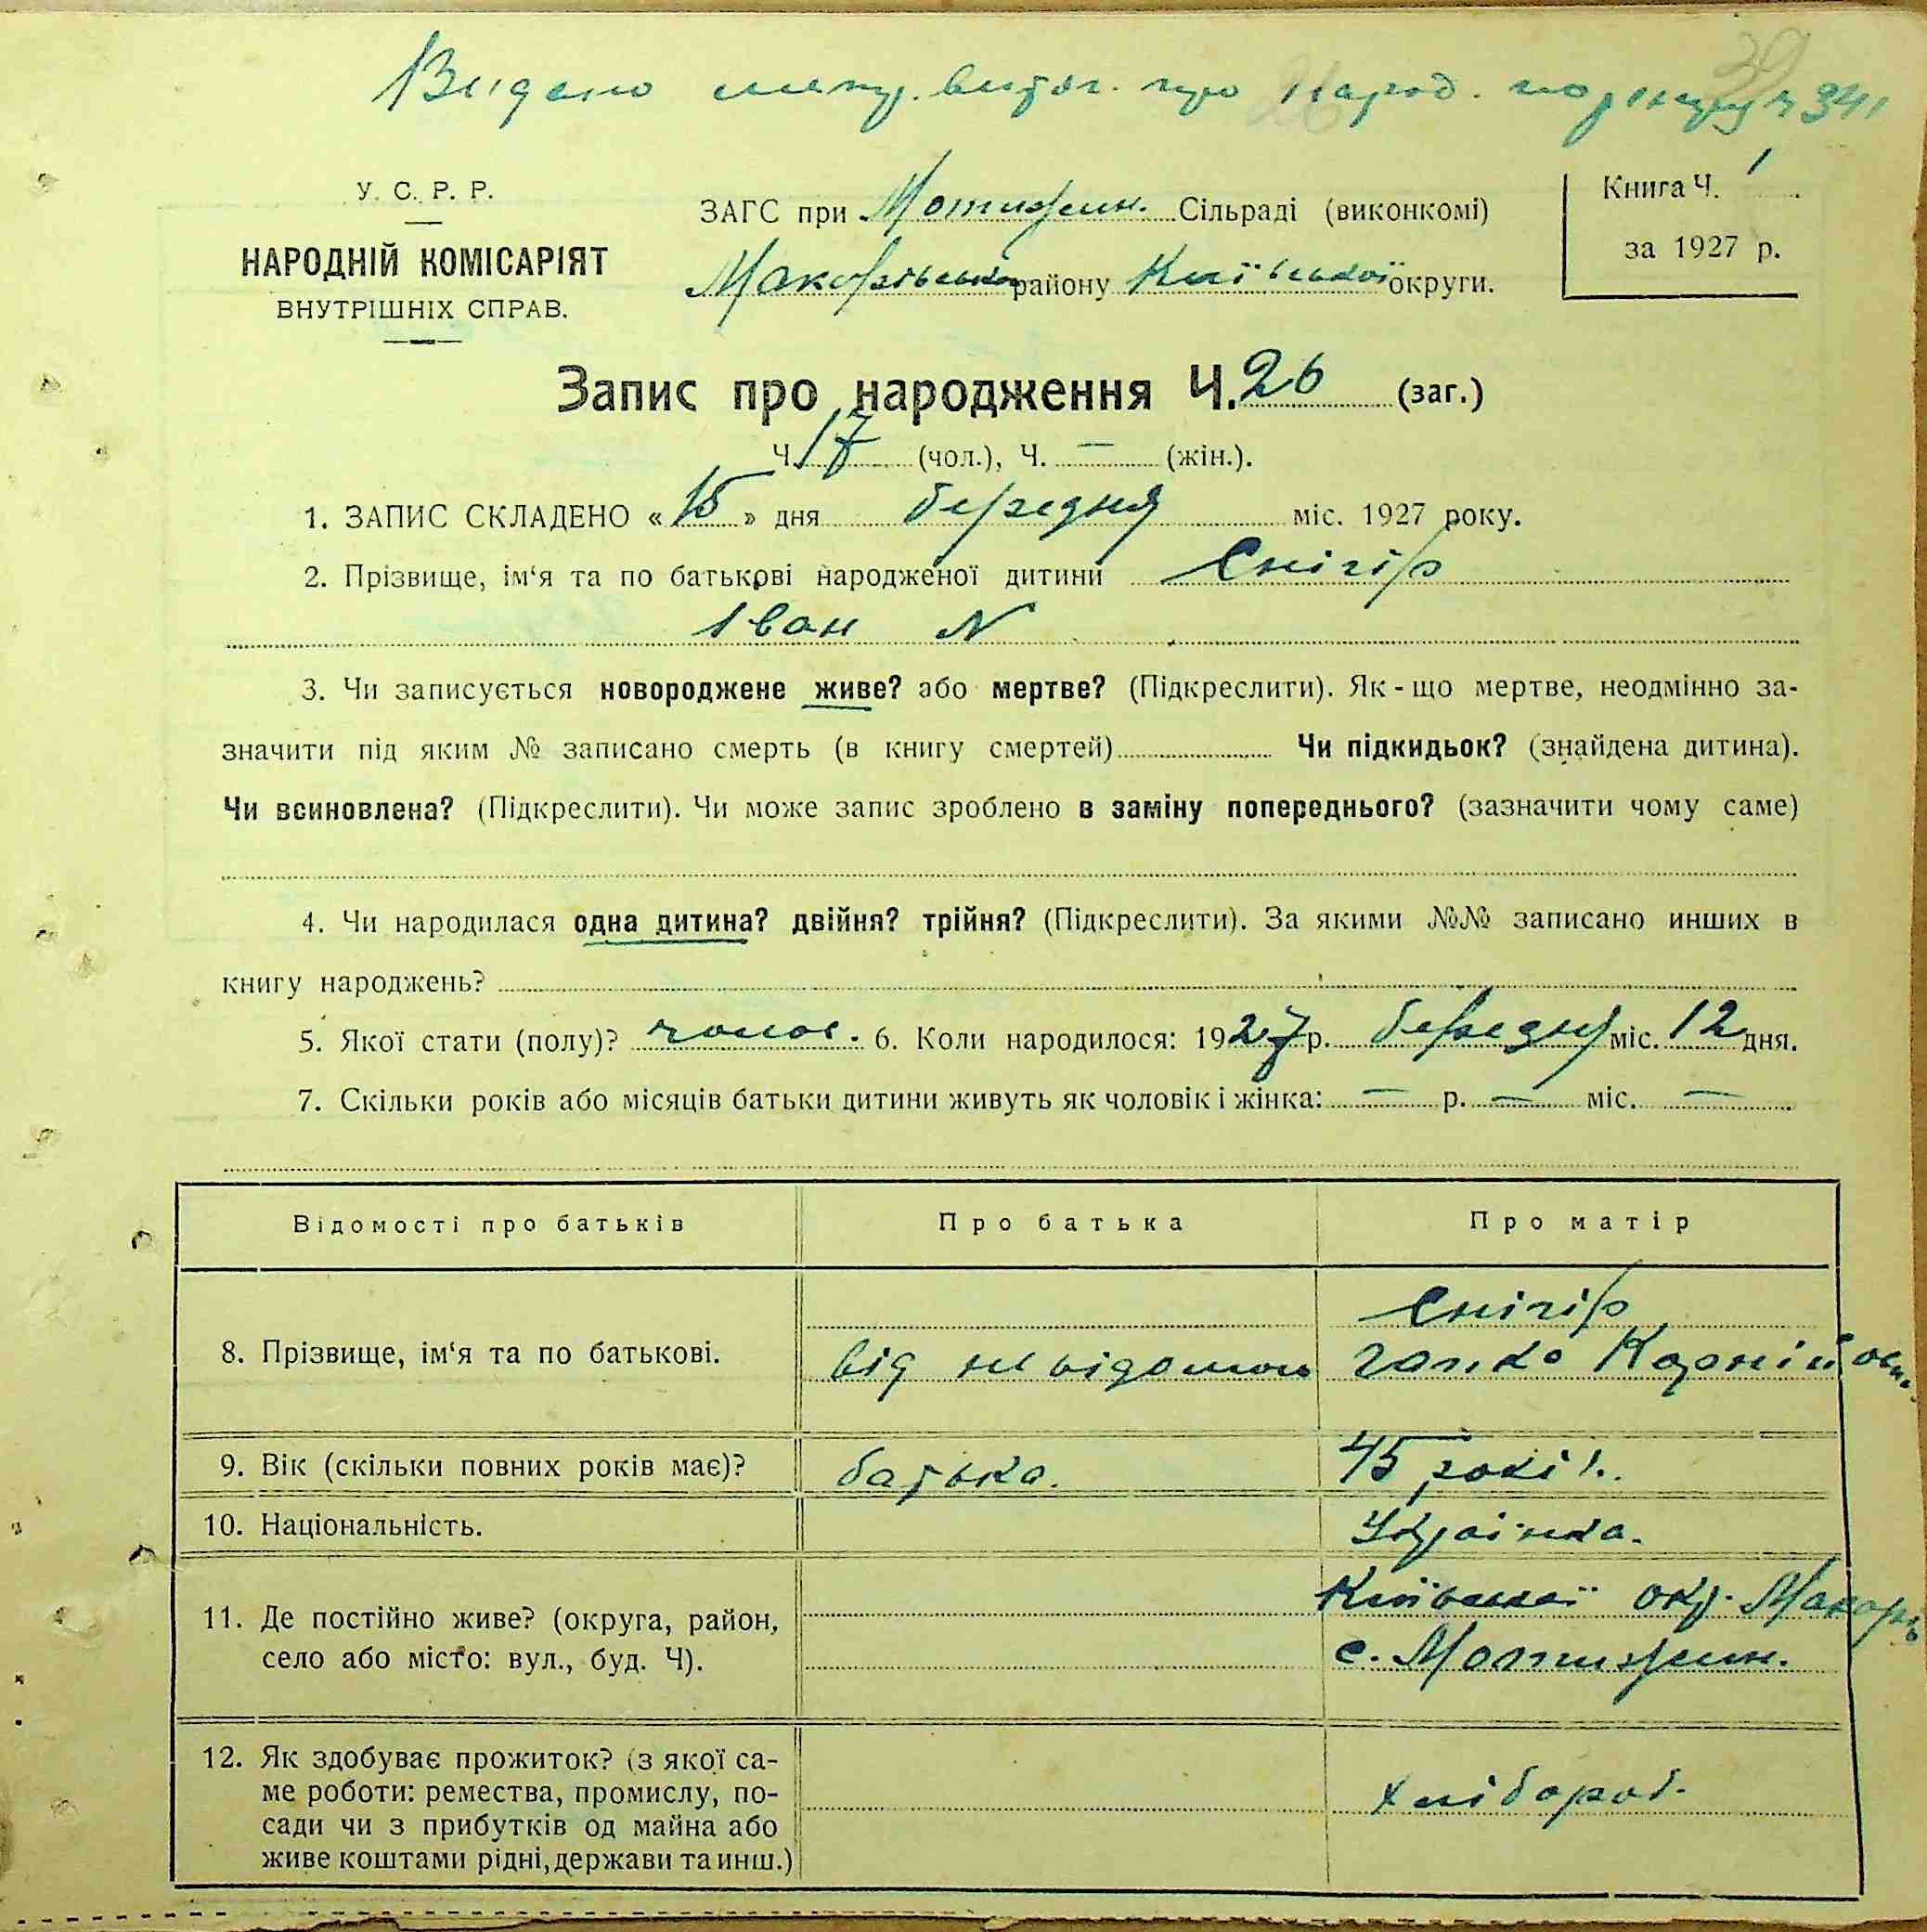 Видано витяг. про Народ.
39
26
У. С. Р. Р.
НАРОДНІЙ КОМІСАРІЯТ
ВНУТРІШНІХ СПРАВ.
ЗАГС при Мотижин. Сільраді (виконкомі)
Макарівського району Київської округи.
Книга Ч. 1
за 1927 р.
Запис про народження Ч. 26 (заг.)
Ч. 17 (чол.), Ч. — (жін.).
1. ЗАПИС СКЛАДЕНО «15» дня березня міс. 1927 року.
2. Прізвище, ім‘я та по батькові народженої дитини Снігір
Іван N
3. Чи записується новороджене живе? або мертве? (Підкреслити). Як-що мертве, неодмінно за-
значити під яким № записано смерть (в книгу смертей) Чи підкидьок? (знайдена дитина).
Чи всиновлена? (Підкреслити). Чи може запис зроблено в заміну попереднього? (зазначити чому саме)
4. Чи народилася одна дитина? двійня? трійня? (Підкреслити). За якими №№ записано инших в
книгу народжень?
5. Якої стати (полу)? чолов. 6. Коли народилося: 1927 р. березня міс. 12 дня.
7. Скільки років або місяців батьки дитини живуть як чоловік і жінка: — р. — міс. —
Відомості про батьків Про батька Про матір
Снігір
8. Прізвище, ім‘я та по батькові. від невідомого Ганка Корнійовн.
9. Вік (скільки повних років має)? батька. 45 років.
10. Національність. Українка.
11. Де постійно живе? (округа, район, Київської окр. Макарів
село або місто: вул., буд. Ч). с. Мотижин.
12. Як здобуває прожиток? (з якої са-
ме роботи: ремества, промислу, по- хлібороб.
сади чи з прибутків од майна або
живе коштами рідні, держави та инш.)